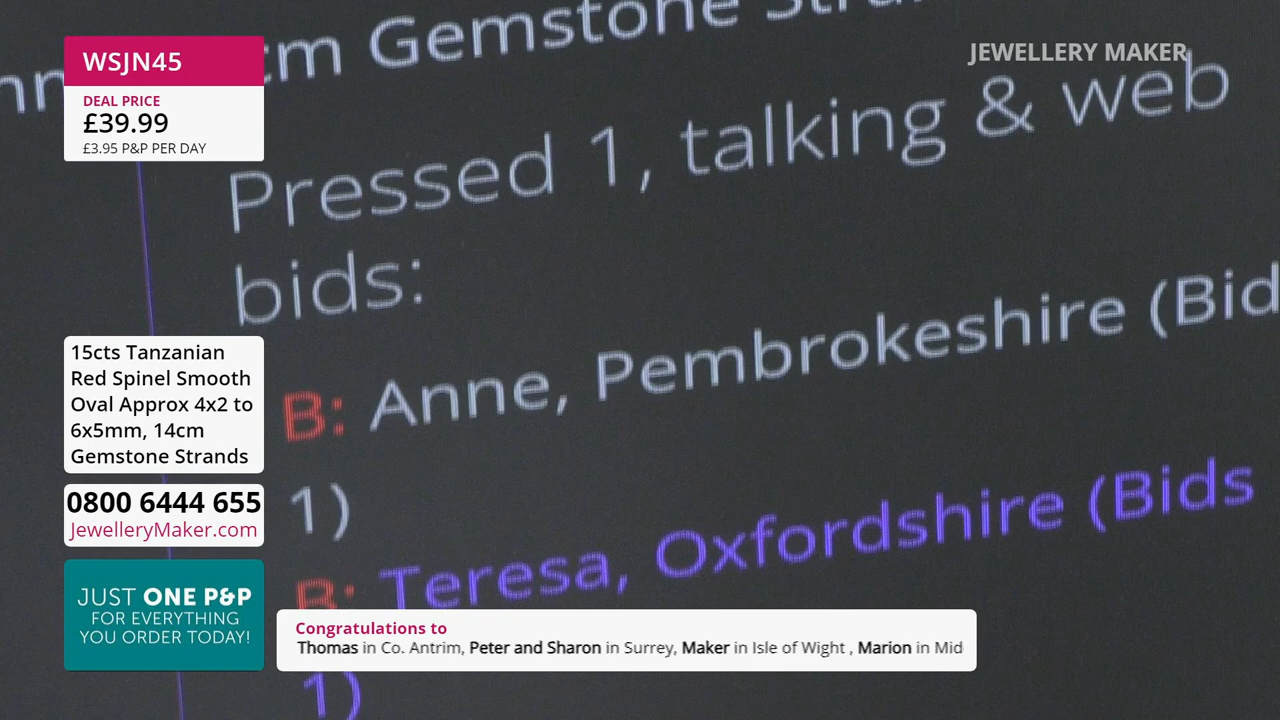 WSJN45
DEAL PRICE
£39.99
£3.95 P&P PER DAY
15cts Tanzanian
Red Spinel Smooth
Oval Approx 4x2 to
6x5mm, 14cm
Gemstone Strands
0800 6444 655
JewelleryMaker.com
JUST ONE P&P
FOR EVERYTHING
YOU ORDER TODAY!
JEWELLERY MAKER
cm Gemstone
Pressed 1, talking & web
bids:
B: Anne, Pembrokeshire (Bid
1)
B: Teresa, Oxfordshire (Bids
1)
Congratulations to
Thomas in Co. Antrim, Peter and Sharon in Surrey, Maker in Isle of Wight , Marion in Mid